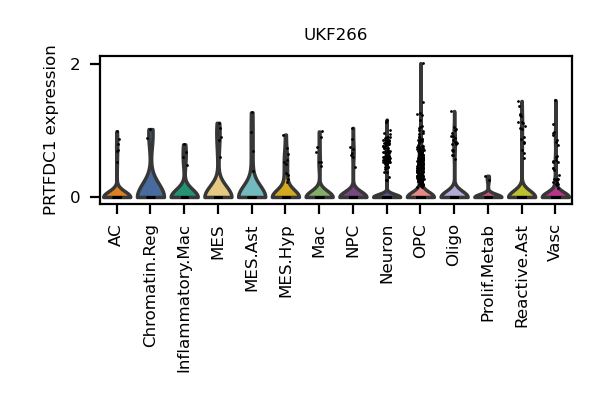 UKF266
PRTFDC1 expression
2
0
AC
Chromatin.Reg
Inflammatory.Mac
MES
MES.Ast
MES.Hyp
Mac
NPC
Neuron
OPC
Oligo
Prolif.Metab
Reactive.Ast
Vasc